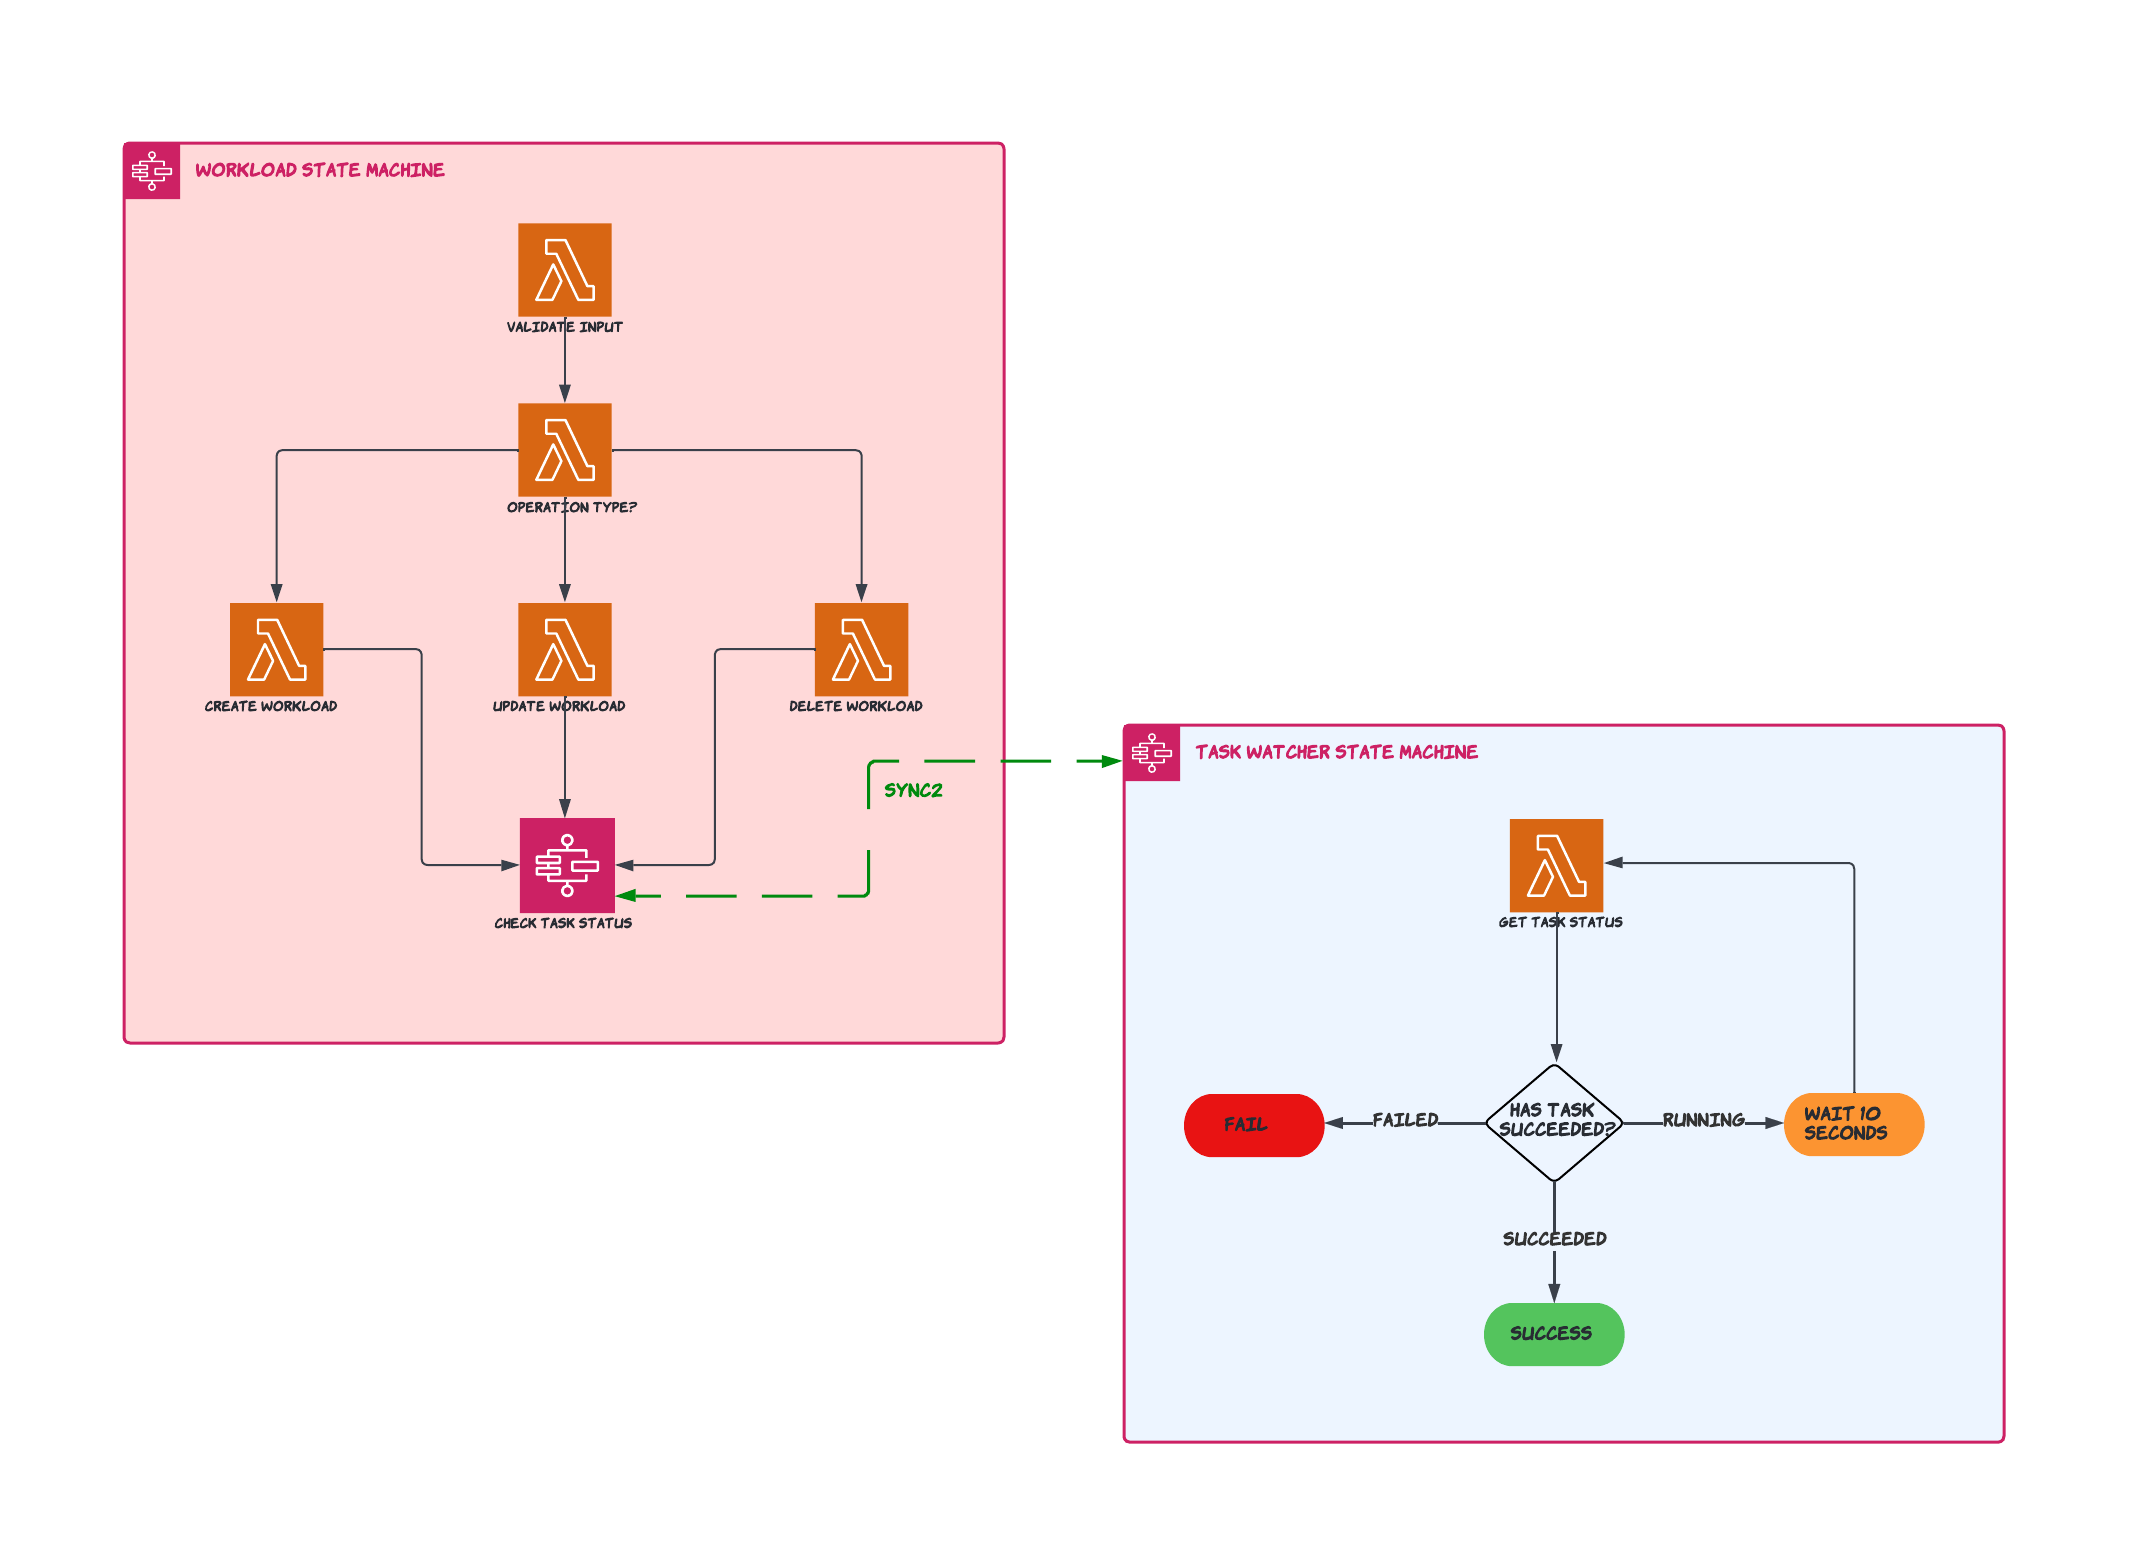 WORKLOAD STATE MACHINE
VALIDATE INPUT
OPERATION TYPE?
CREATE WORKLOAD
UPDATE WORKLOAD
DELETE WORKLOAD
SYNC2
CHECK TASK STATUS
TASK WATCHER STATE MACHINE
GET TASK STATUS
HAS TASK
SUCCEEDED?
FAILED
FAIL
RUNNING
WAIT 10
SECONDS
SUCCEEDED
SUCCESS